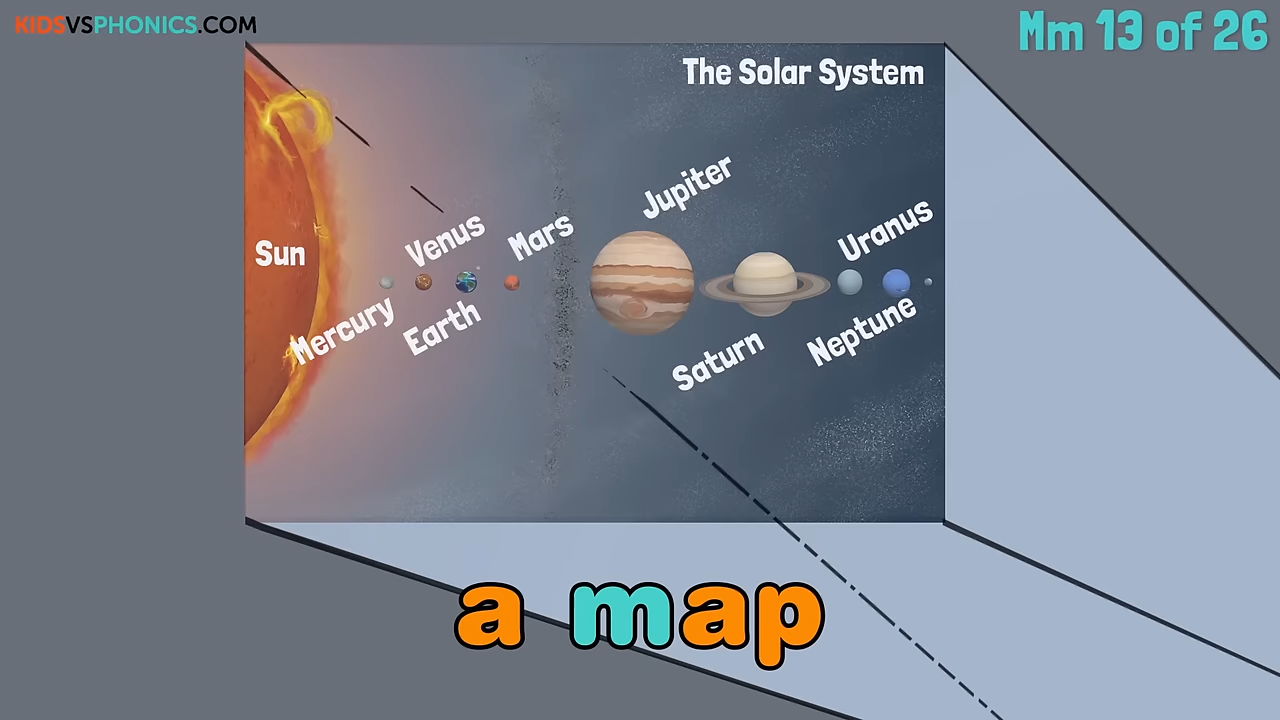 KIDSVSPHONICS.COM
Mm 13 of 26
The Solar System
Sun
Mercury
Venus
Earth
Mars
Jupiter
Saturn
Uranus
Neptune
a map